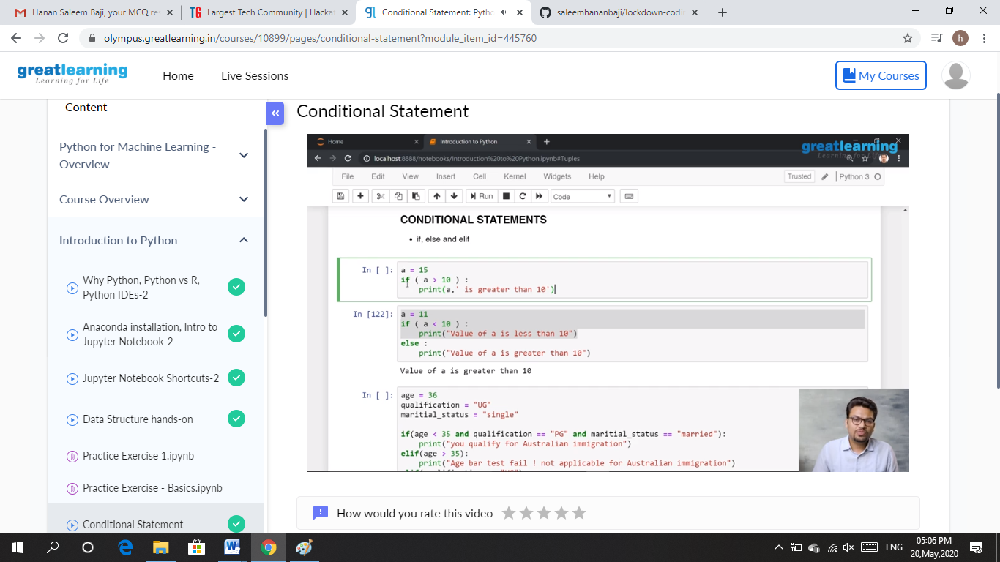 Hanan Saleem Baji, your MCQ re
Largest Tech Community | Hackat
Conditional Statement: Pytho
saleemhananbaji/lockdown-codi
olympus.greatlearning.in/courses/10899/pages/conditional-statement?module_item_id=445760
h
greatlearning
Learning for Life
Home
Live Sessions
My Courses
Content
Python for Machine Learning -
Overview
Course Overview
Introduction to Python
Why Python, Python vs R,
Python IDEs-2
Anaconda installation, Intro to
Jupyter Notebook-2
Jupyter Notebook Shortcuts-2
Data Structure hands-on
Practice Exercise 1.ipynb
Practice Exercise - Basics.ipynb
Conditional Statement
Conditional Statement
Home
Introduction to Python
greatlearning
Learning for Life
localhost:8888/notebooks/Introduction%20to%20Python.ipynb#Tuples
File Edit View Insert Cell Kernel Widgets Help
Trusted
Python 3
Run
Code
CONDITIONAL STATEMENTS
• if, else and elif
In [ ]: a = 15
if ( a > 10 ) :
print(a,' is greater than 10')
In [122]: a = 11
if ( a < 10 ) :
print("Value of a is less than 10")
else :
print("Value of a is greater than 10")
Value of a is greater than 10
In [ ]: age = 36
qualification = "UG"
maritial_status = "single"
if(age < 35 and qualification == "PG" and maritial_status == "married"):
print("you qualify for Australian immigration")
elif(age > 35):
print("Age bar test fail ! not applicable for Australian immigration")
How would you rate this video
ENG
05:06 PM
20,May,2020